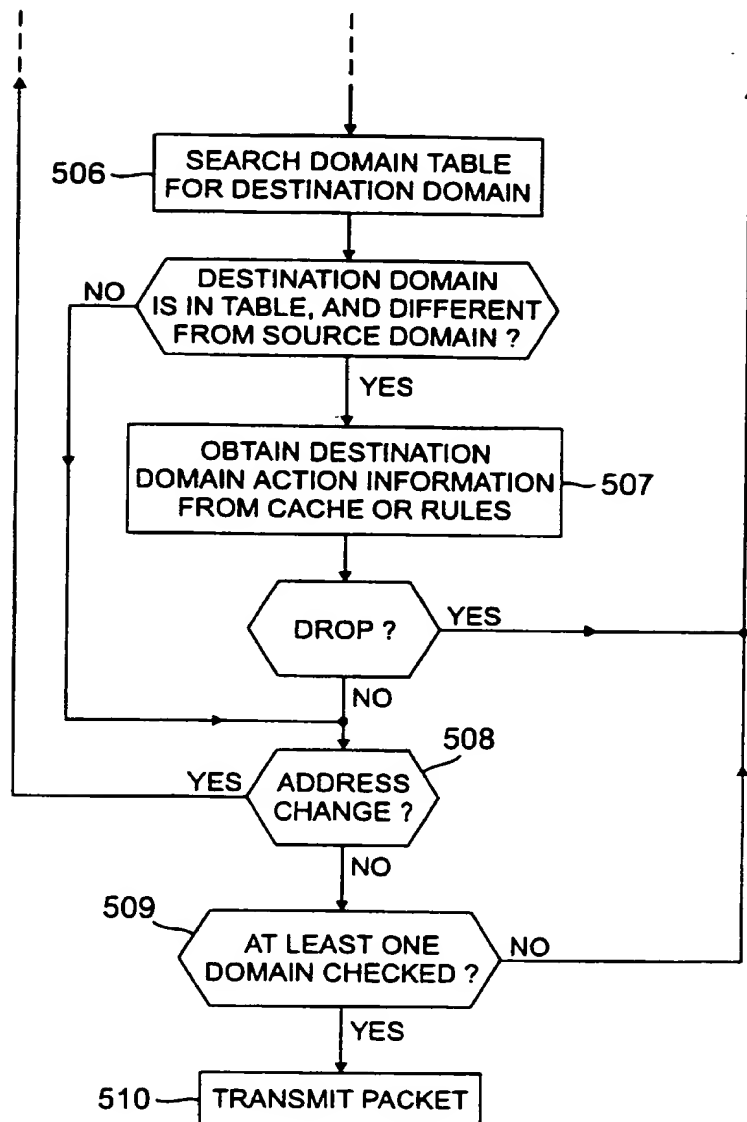 506
SEARCH DOMAIN TABLE
FOR DESTINATION DOMAIN
NO
DESTINATION DOMAIN
IS IN TABLE, AND DIFFERENT
FROM SOURCE DOMAIN ?
YES
OBTAIN DESTINATION
DOMAIN ACTION INFORMATION
FROM CACHE OR RULES
507
DROP ?
YES
NO
508
YES
ADDRESS
CHANGE ?
NO
509
AT LEAST ONE
DOMAIN CHECKED ?
NO
YES
510
TRANSMIT PACKET